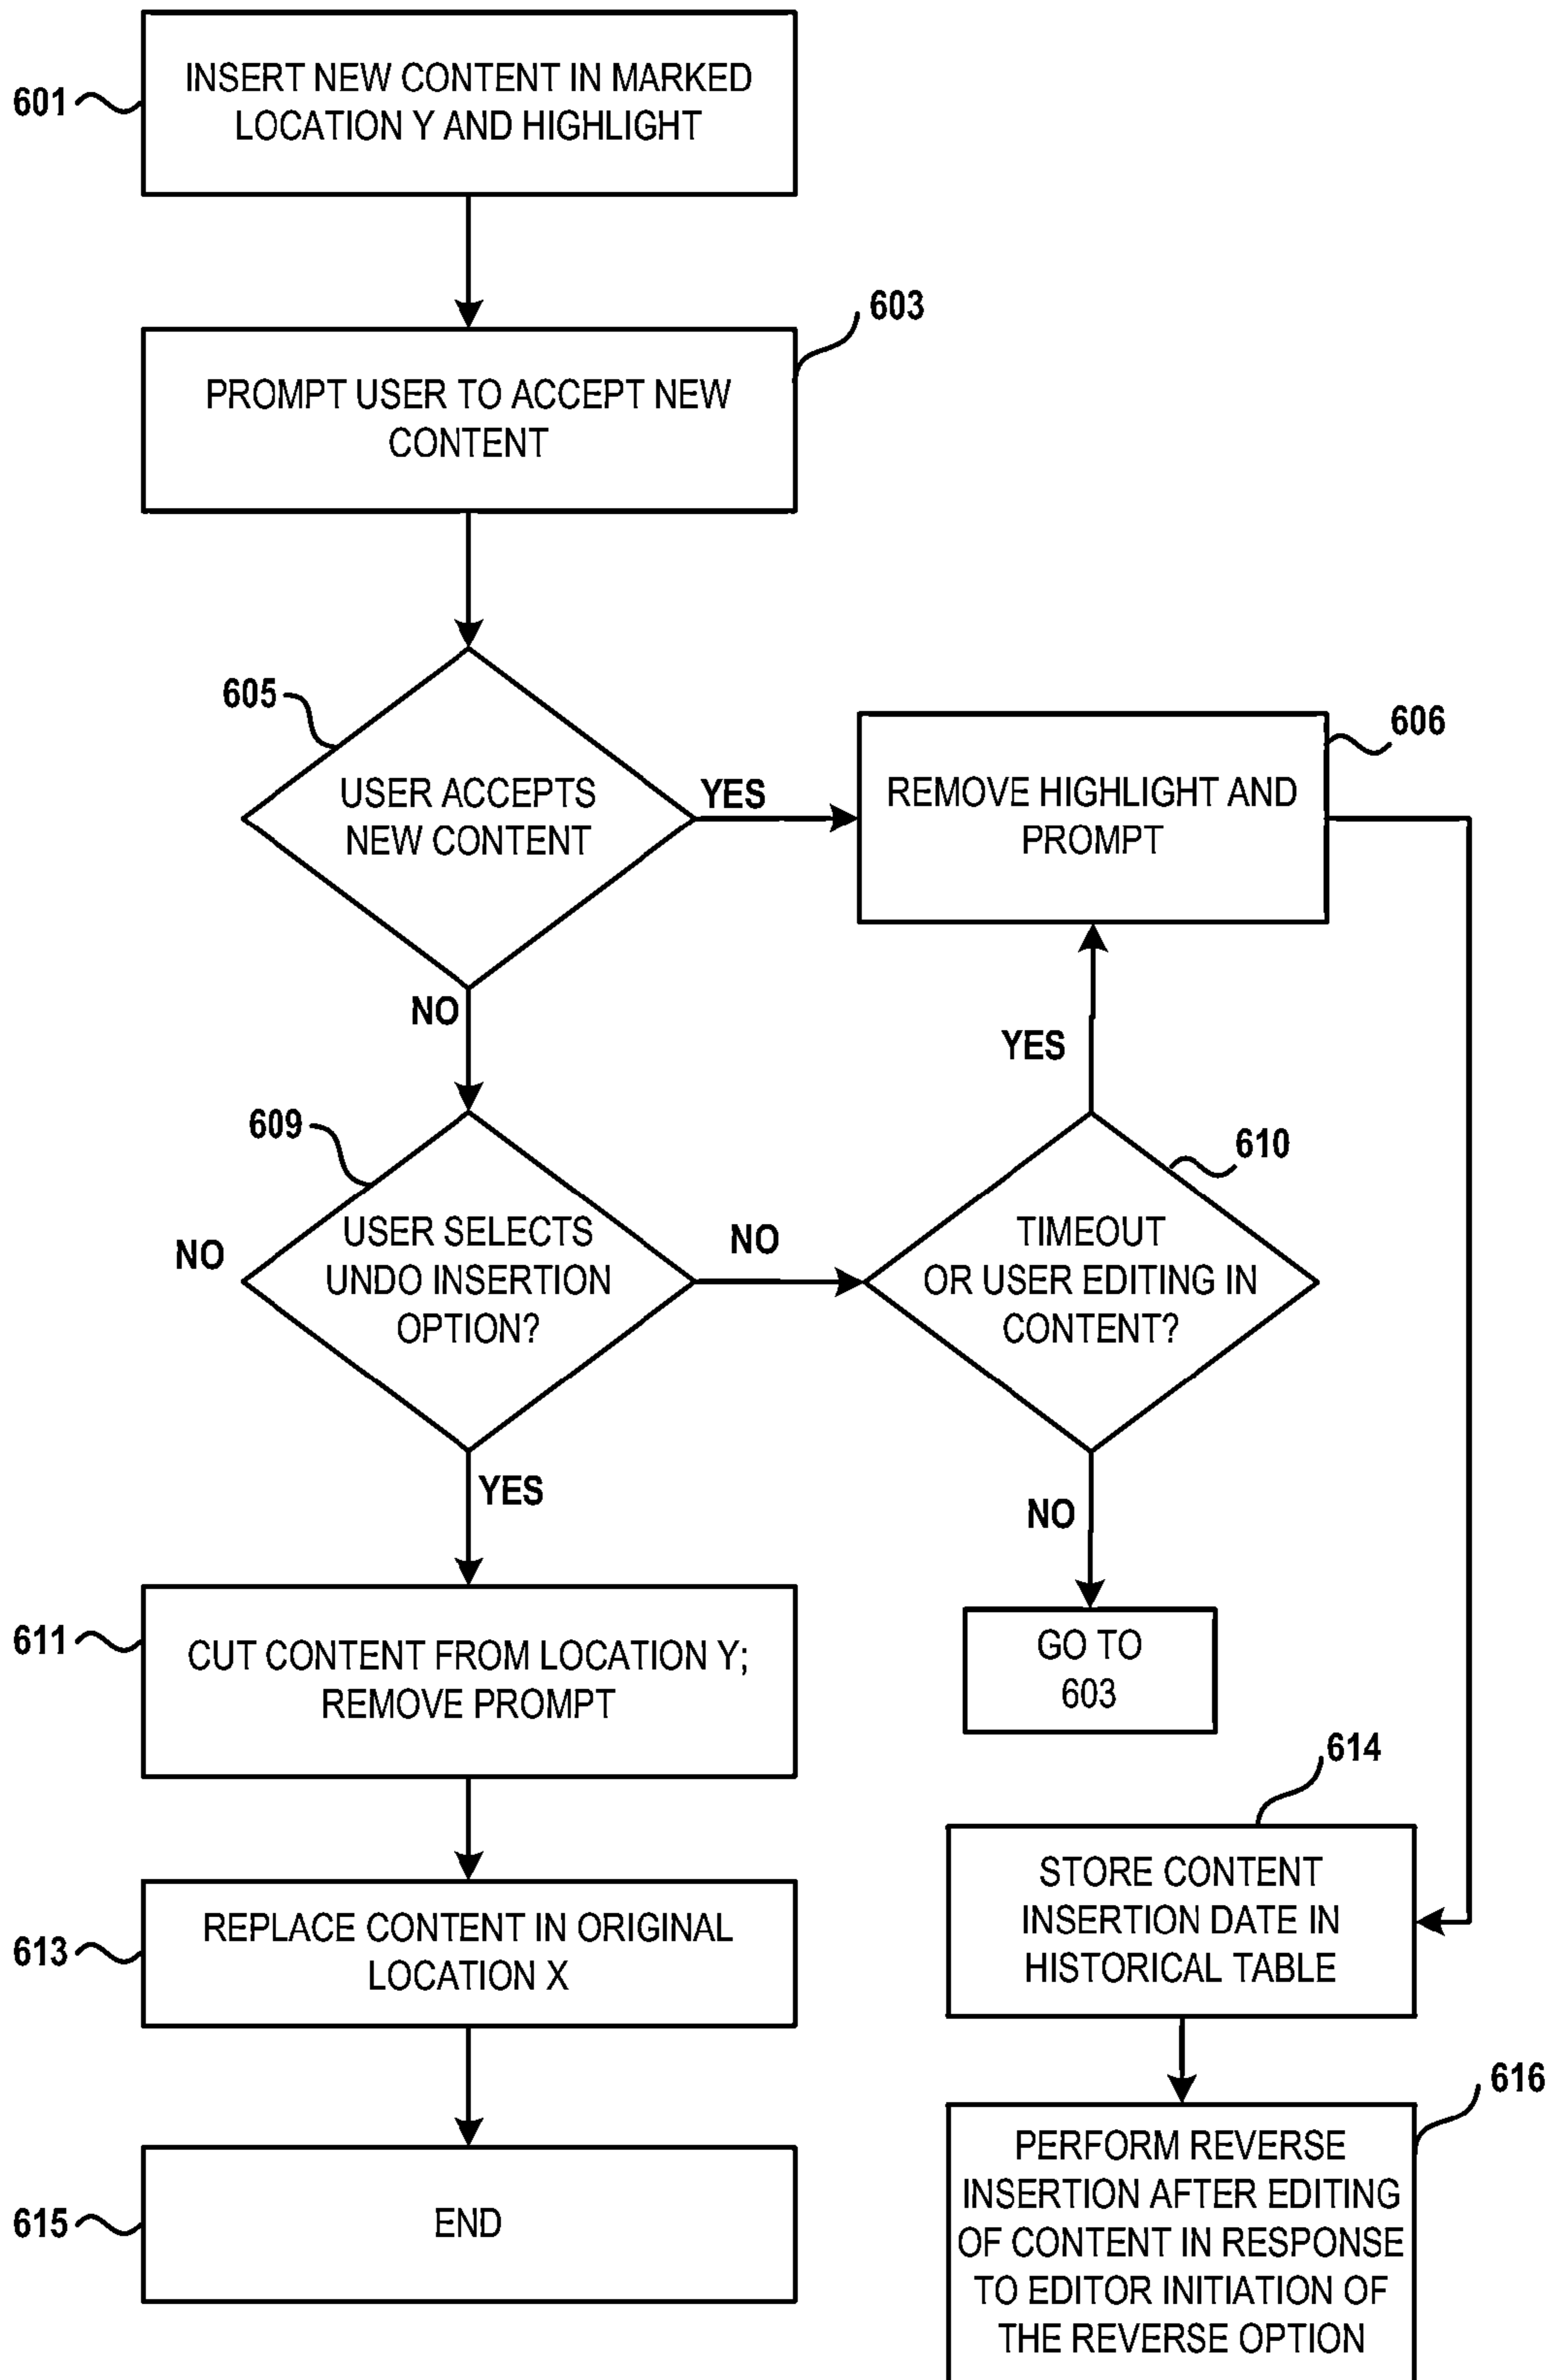 601
INSERT NEW CONTENT IN MARKED
LOCATION Y AND HIGHLIGHT
603
PROMPT USER TO ACCEPT NEW
CONTENT
605
USER ACCEPTS
NEW CONTENT
YES
606
REMOVE HIGHLIGHT AND
PROMPT
NO
YES
609
NO
USER SELECTS
UNDO INSERTION
OPTION?
NO
610
TIMEOUT
OR USER EDITING IN
CONTENT?
YES
NO
611
CUT CONTENT FROM LOCATION Y;
REMOVE PROMPT
GO TO
603
613
REPLACE CONTENT IN ORIGINAL
LOCATION X
614
STORE CONTENT
INSERTION DATE IN
HISTORICAL TABLE
615
END
616
PERFORM REVERSE
INSERTION AFTER EDITING
OF CONTENT IN RESPONSE
TO EDITOR INITIATION OF
THE REVERSE OPTION